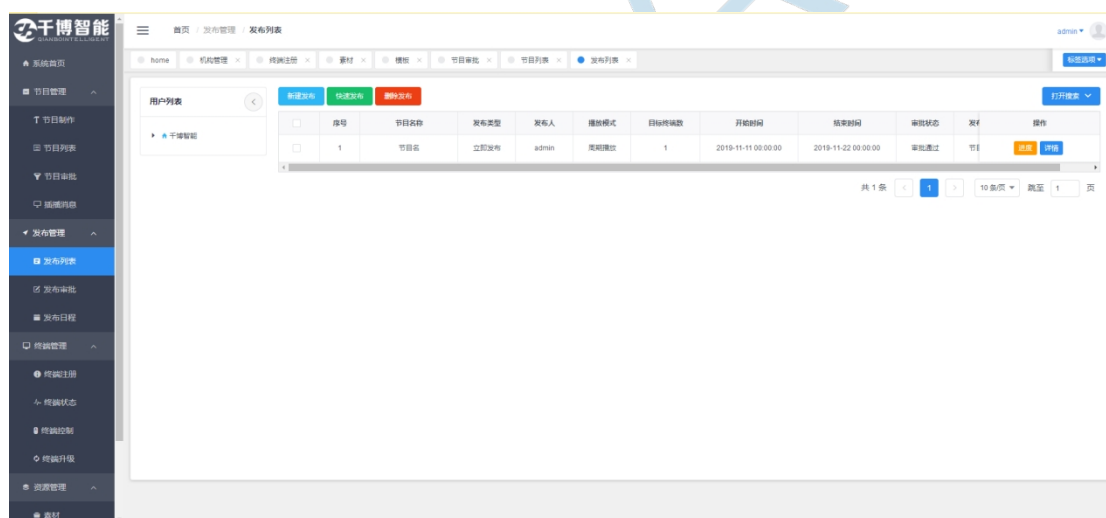 千博智能
QIANBOINTELLIGENT
首页 / 发布管理 / 发布列表
admin
home
机构管理 ×
终端注册 ×
素材 ×
模板 ×
节目审批 ×
节目列表 ×
发布列表 ×
标签选项
系统首页
节目管理
节目制作
节目列表
节目审批
插播消息
发布管理
发布列表
发布审批
发布日程
终端管理
终端注册
终端状态
终端控制
终端升级
资源管理
素材
用户列表
千博智能
新建发布 快速发布 删除发布
打开搜索
序号 节目名称 发布类型 发布人 播放模式 目标终端数 开始时间 结束时间 审批状态 发布 操作
1 节目名 立即发布 admin 周期播放 1 2019-11-11 00:00:00 2019-11-22 00:00:00 审批通过 节目 进度 详情
共 1 条 < 1 > 10 条/页 跳至 1 页